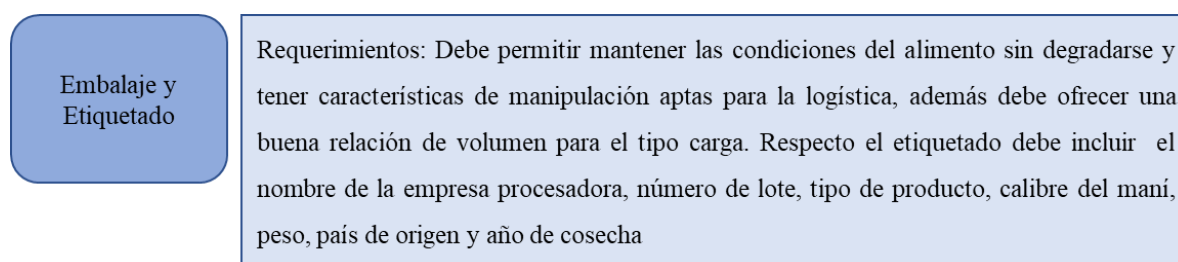 Embalaje y
Etiquetado
Requerimientos: Debe permitir mantener las condiciones del alimento sin degradarse y
tener características de manipulación aptas para la logística, además debe ofrecer una
buena relación de volumen para el tipo carga. Respecto el etiquetado debe incluir el
nombre de la empresa procesadora, número de lote, tipo de producto, calibre del maní,
peso, país de origen y año de cosecha